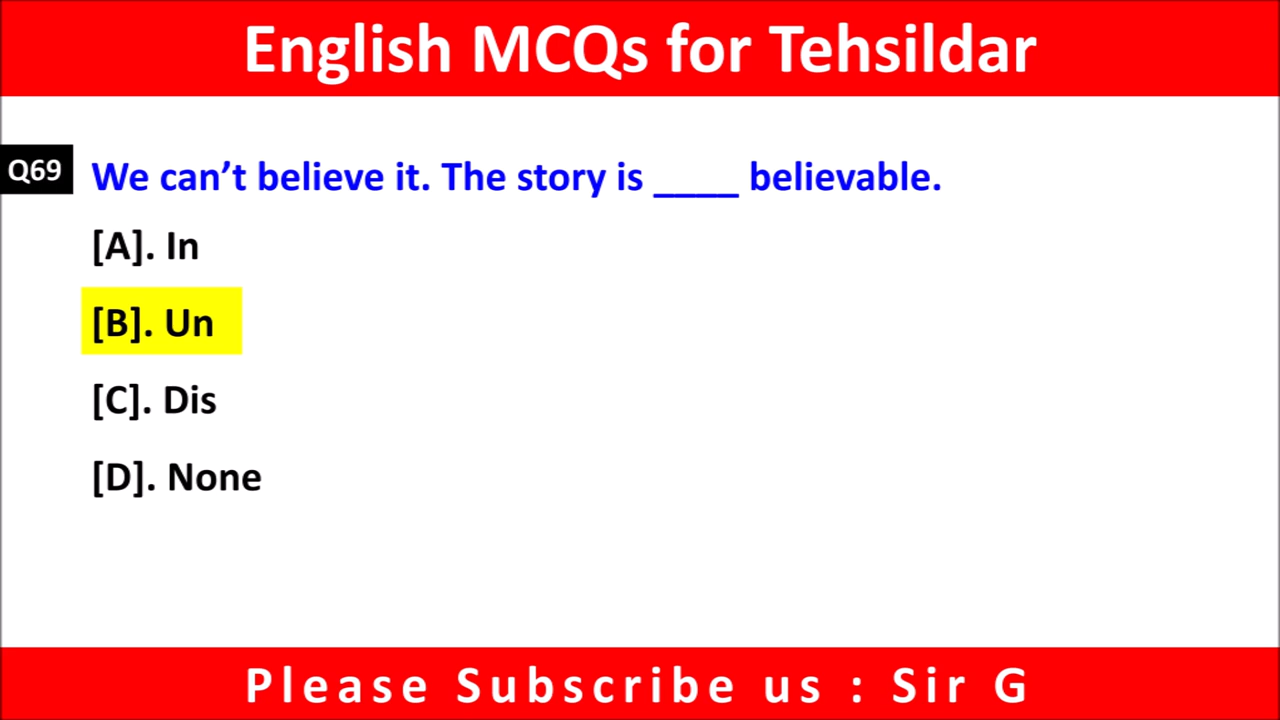 English MCQs for Tehsildar
Q69 We can’t believe it. The story is ____ believable.
[A]. In
[B]. Un
[C]. Dis
[D]. None
Please Subscribe us : Sir G